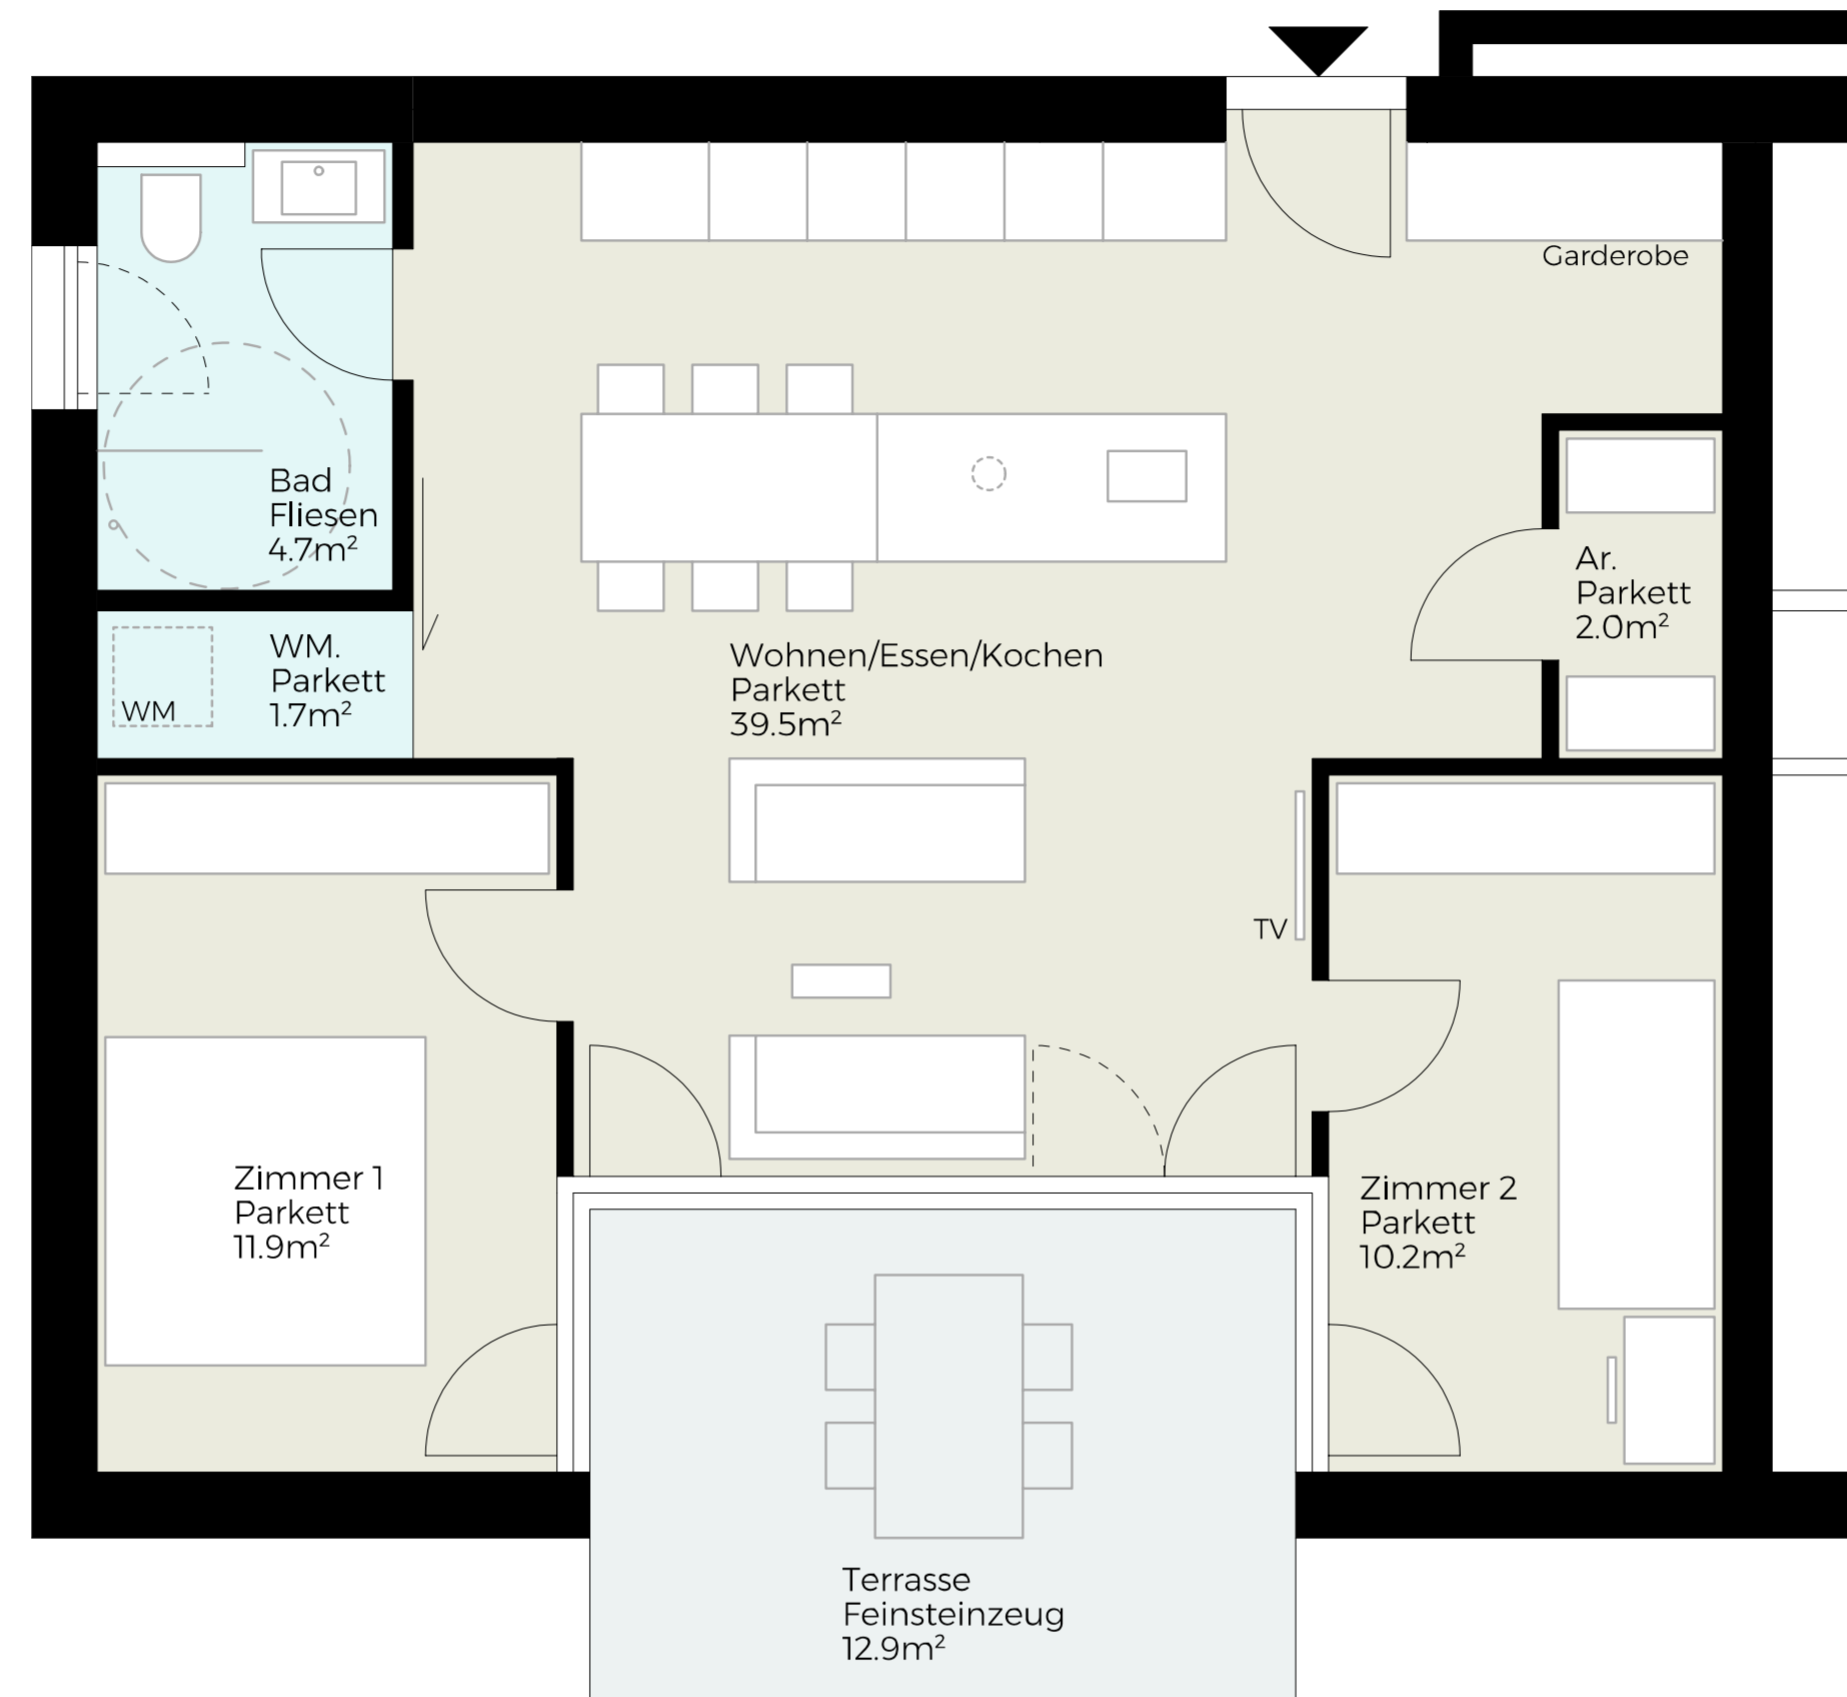 Garderobe
Bad
Fliesen
4.7m²
Ar.
Parkett
2.0m²
WM.
Parkett
1.7m²
WM
Wohnen/Essen/Kochen
Parkett
39.5m²
TV
Zimmer 1
Parkett
11.9m²
Zimmer 2
Parkett
10.2m²
Terrasse
Feinsteinzeug
12.9m²